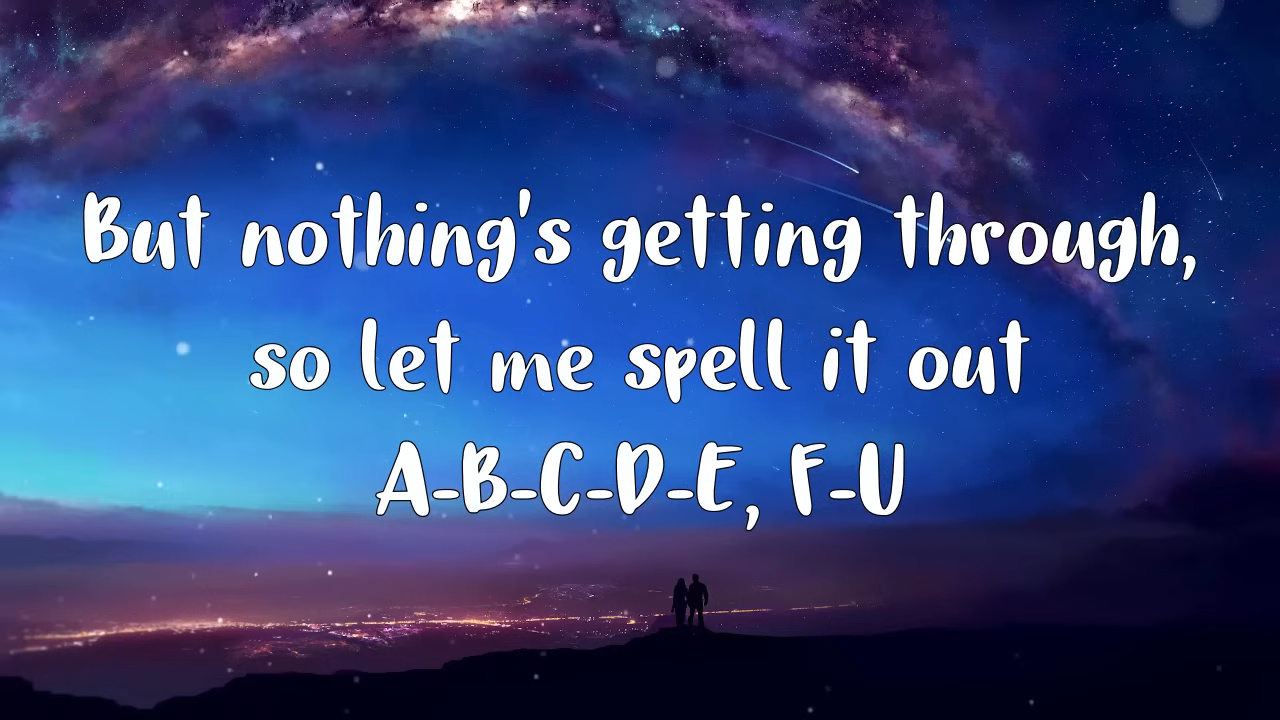 But nothing's getting through,
so let me spell it out
A-B-C-D-E, F-U